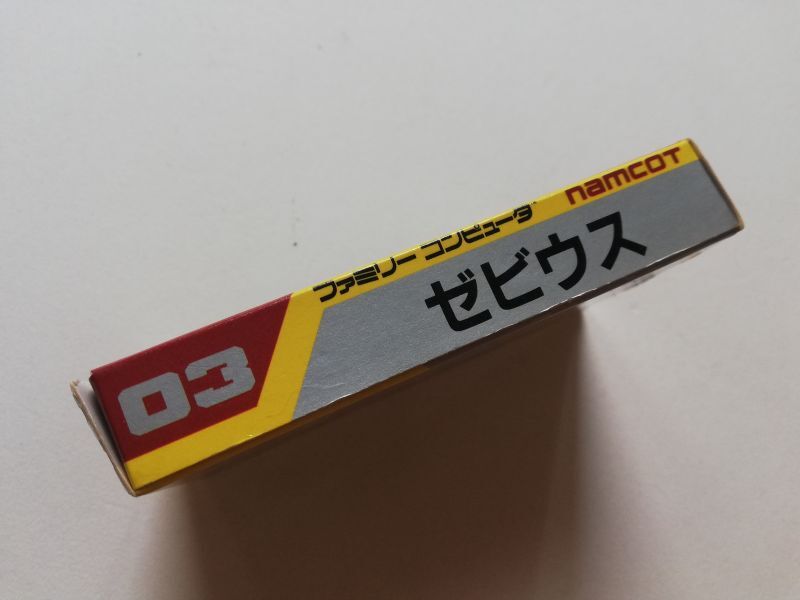 03
ファミリー コンピュータ
namcot
ゼビウス